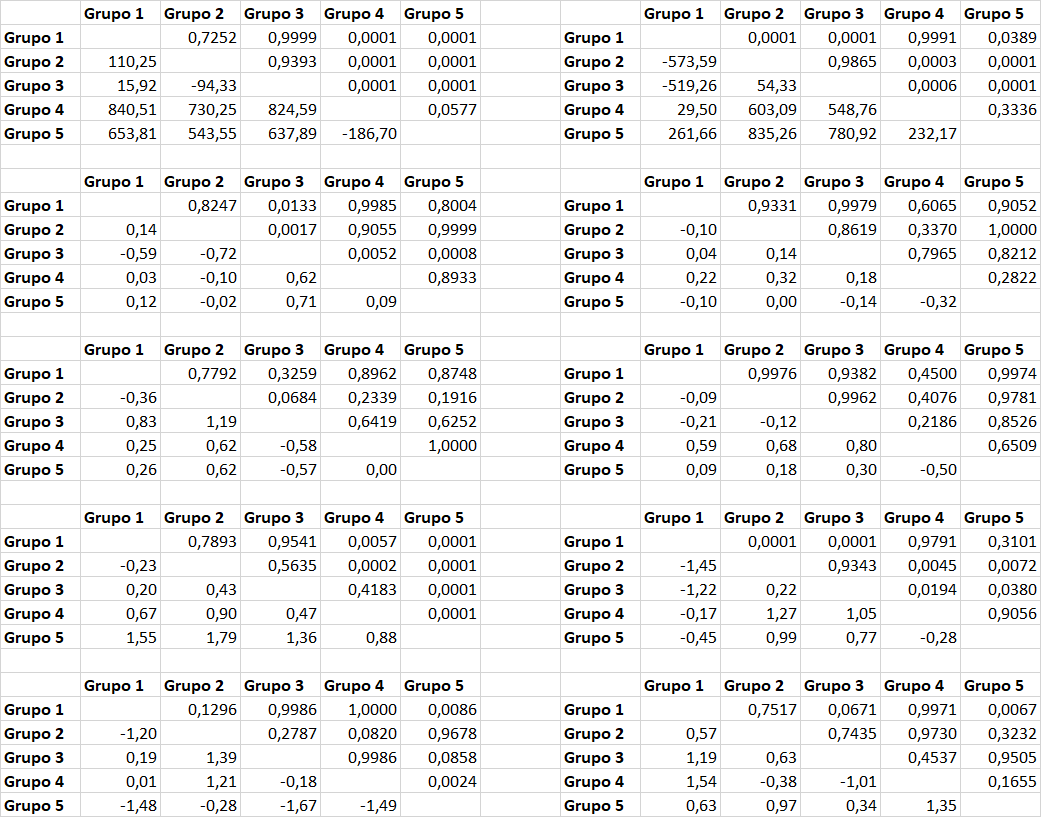 Grupo 1 Grupo 2 Grupo 3 Grupo 4 Grupo 5 Grupo 1 Grupo 2 Grupo 3 Grupo 4 Grupo 5
Grupo 1 0,7252 0,9999 0,0001 0,0001 Grupo 1 0,0001 0,0001 0,9991 0,0389
Grupo 2 110,25 0,9393 0,0001 0,0001 Grupo 2 -573,59 0,9865 0,0003 0,0001
Grupo 3 15,92 -94,33 0,0001 0,0001 Grupo 3 -519,26 54,33 0,0006 0,0001
Grupo 4 840,51 730,25 824,59 0,0577 Grupo 4 29,50 603,09 548,76 0,3336
Grupo 5 653,81 543,55 637,89 -186,70 Grupo 5 261,66 835,26 780,92 232,17
Grupo 1 Grupo 2 Grupo 3 Grupo 4 Grupo 5 Grupo 1 Grupo 2 Grupo 3 Grupo 4 Grupo 5
Grupo 1 0,8247 0,0133 0,9985 0,8004 Grupo 1 0,9331 0,9979 0,6065 0,9052
Grupo 2 0,14 0,0017 0,9055 0,9999 Grupo 2 -0,10 0,8619 0,3370 1,0000
Grupo 3 -0,59 -0,72 0,0052 0,0008 Grupo 3 0,04 0,14 0,7965 0,8212
Grupo 4 0,03 -0,10 0,62 0,8933 Grupo 4 0,22 0,32 0,18 0,2822
Grupo 5 0,12 -0,02 0,71 0,09 Grupo 5 -0,10 0,00 -0,14 -0,32
Grupo 1 Grupo 2 Grupo 3 Grupo 4 Grupo 5 Grupo 1 Grupo 2 Grupo 3 Grupo 4 Grupo 5
Grupo 1 0,7792 0,3259 0,8962 0,8748 Grupo 1 0,9976 0,9382 0,4500 0,9974
Grupo 2 -0,36 0,0684 0,2339 0,1916 Grupo 2 -0,09 0,9962 0,4076 0,9781
Grupo 3 0,83 1,19 0,6419 0,6252 Grupo 3 -0,21 -0,12 0,2186 0,8526
Grupo 4 0,25 0,62 -0,58 1,0000 Grupo 4 0,59 0,68 0,80 0,6509
Grupo 5 0,26 0,62 -0,57 0,00 Grupo 5 0,09 0,18 0,30 -0,50
Grupo 1 Grupo 2 Grupo 3 Grupo 4 Grupo 5 Grupo 1 Grupo 2 Grupo 3 Grupo 4 Grupo 5
Grupo 1 0,7893 0,9541 0,0057 0,0001 Grupo 1 0,0001 0,0001 0,9791 0,3101
Grupo 2 -0,23 0,5635 0,0002 0,0001 Grupo 2 -1,45 0,9343 0,0045 0,0072
Grupo 3 0,20 0,43 0,4183 0,0001 Grupo 3 -1,22 0,22 0,0194 0,0380
Grupo 4 0,67 0,90 0,47 0,0001 Grupo 4 -0,17 1,27 1,05 0,9056
Grupo 5 1,55 1,79 1,36 0,88 Grupo 5 -0,45 0,99 0,77 -0,28
Grupo 1 Grupo 2 Grupo 3 Grupo 4 Grupo 5 Grupo 1 Grupo 2 Grupo 3 Grupo 4 Grupo 5
Grupo 1 0,1296 0,9986 1,0000 0,0086 Grupo 1 0,7517 0,0671 0,9971 0,0067
Grupo 2 -1,20 0,2787 0,0820 0,9678 Grupo 2 0,57 0,7435 0,9730 0,3232
Grupo 3 0,19 1,39 0,9986 0,0858 Grupo 3 1,19 0,63 0,4537 0,9505
Grupo 4 0,01 1,21 -0,18 0,0024 Grupo 4 1,54 -0,38 -1,01 0,1655
Grupo 5 -1,48 -0,28 -1,67 -1,49 Grupo 5 0,63 0,97 0,34 1,35